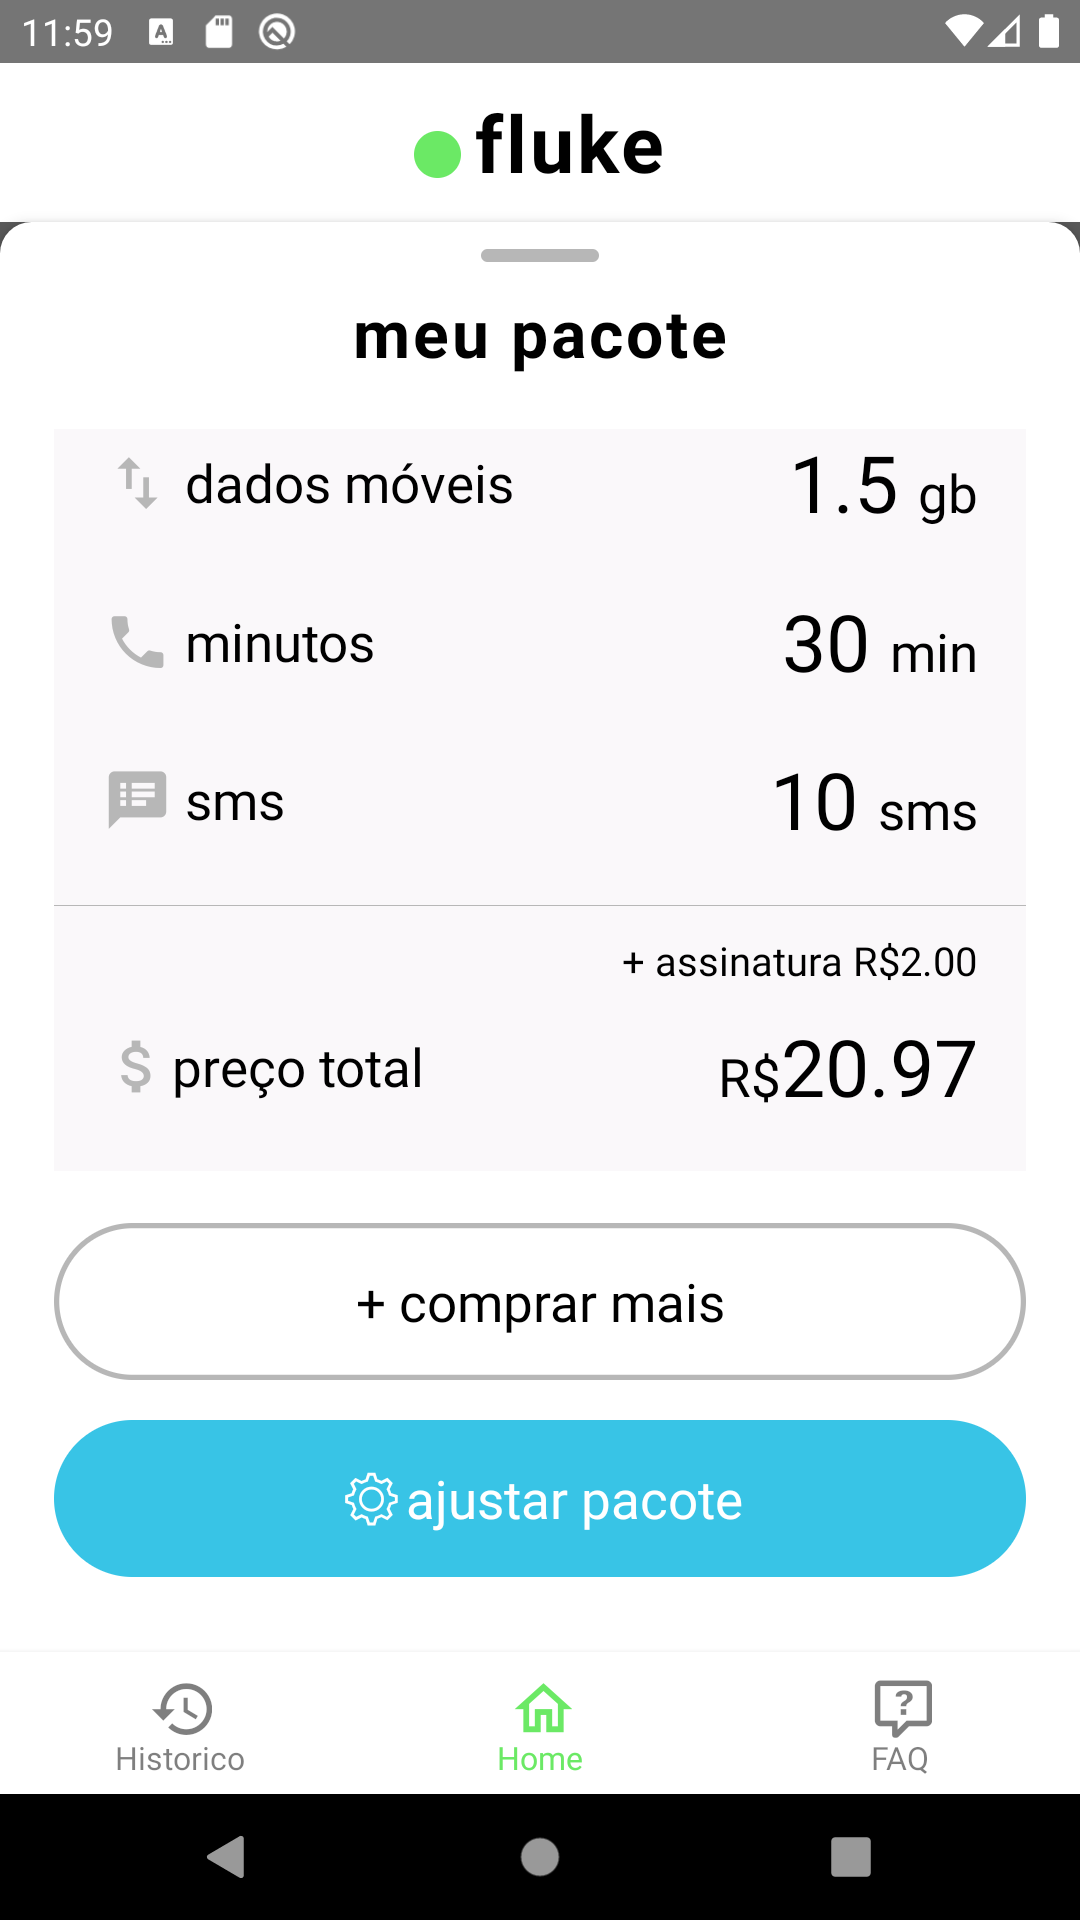 11:59
fluke
meu pacote
dados móveis 1.5 gb
minutos 30 min
sms 10 sms
+ assinatura R$2.00
$ preço total R$20.97
+ comprar mais
ajustar pacote
Historico Home FAQ